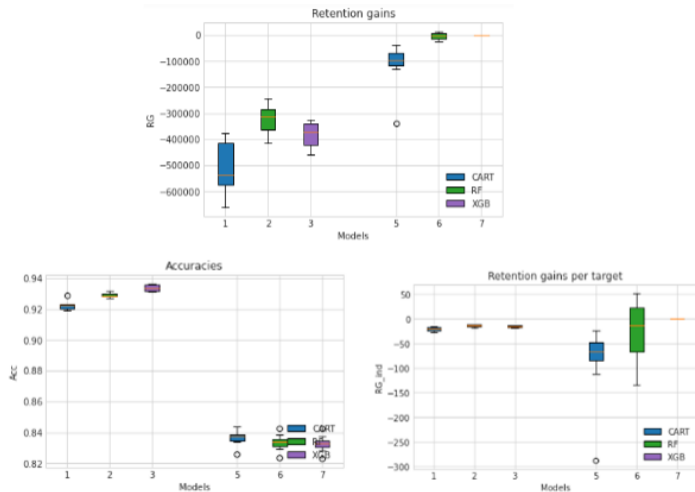 Retention gains
0
−100000
−200000
−300000
−400000
−500000
−600000
RG
CART
RF
XGB
1 2 3 5 6 7
Models
Accuracies
0.94
0.92
0.90
0.88
0.86
0.84
0.82
Acc
CART
RF
XGB
1 2 3 5 6 7
Models
Retention gains per target
50
0
−50
−100
−150
−200
−250
−300
RG_ind
CART
RF
XGB
1 2 3 5 6 7
Models